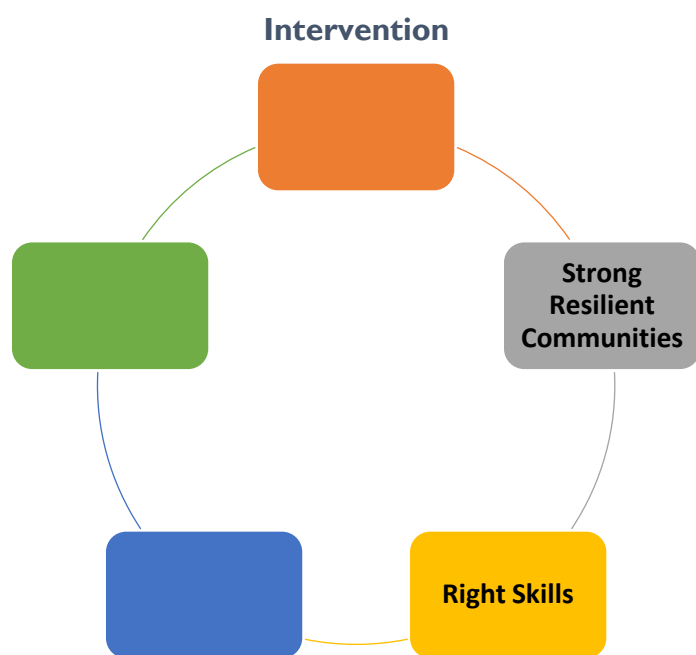 Intervention
Strong
Resilient
Communities
Right Skills